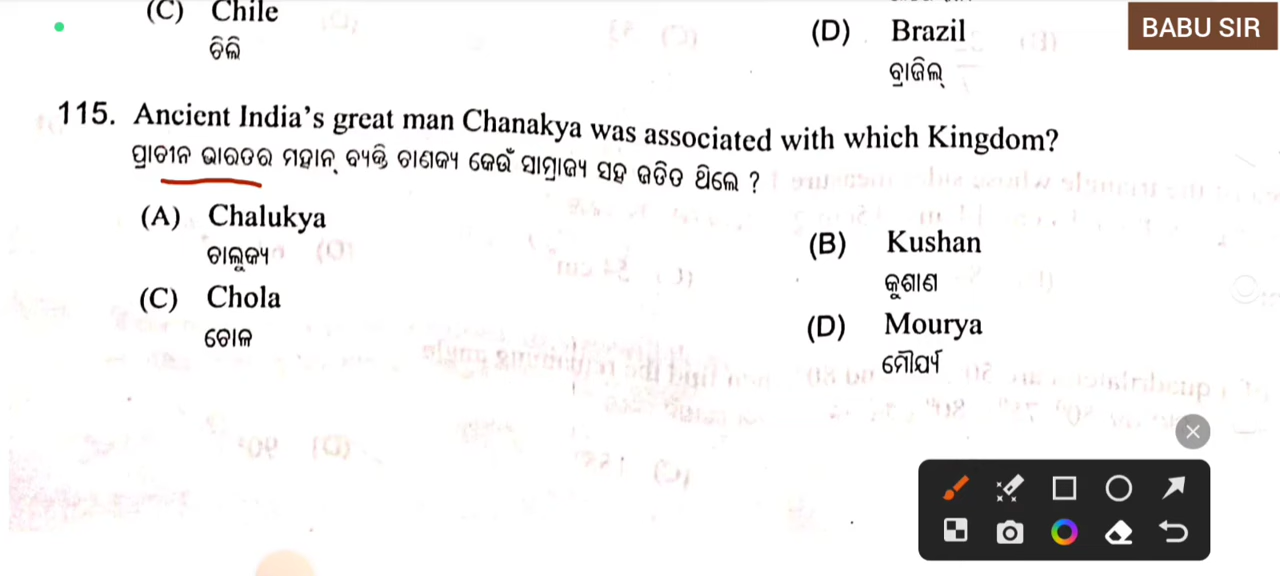 (C) Chile
(D) Brazil
ଚିଲି
ବ୍ରାଜିଲ୍
BABU SIR
115. Ancient India's great man Chanakya was associated with which Kingdom?
ପ୍ରାଚୀନ ଭାରତର ମହାନ୍ ବ୍ୟକ୍ତି ଚାଣକ୍ୟ କେଉଁ ସାମ୍ରାଜ୍ୟ ସହ ଜଡିତ ଥିଲେ ?
(A) Chalukya
(B) Kushan
ଚାଲୁକ୍ୟ
କୁଶାଣ
(C) Chola
(D) Mourya
ଚୋଳ
ମୌର୍ଯ୍ୟ